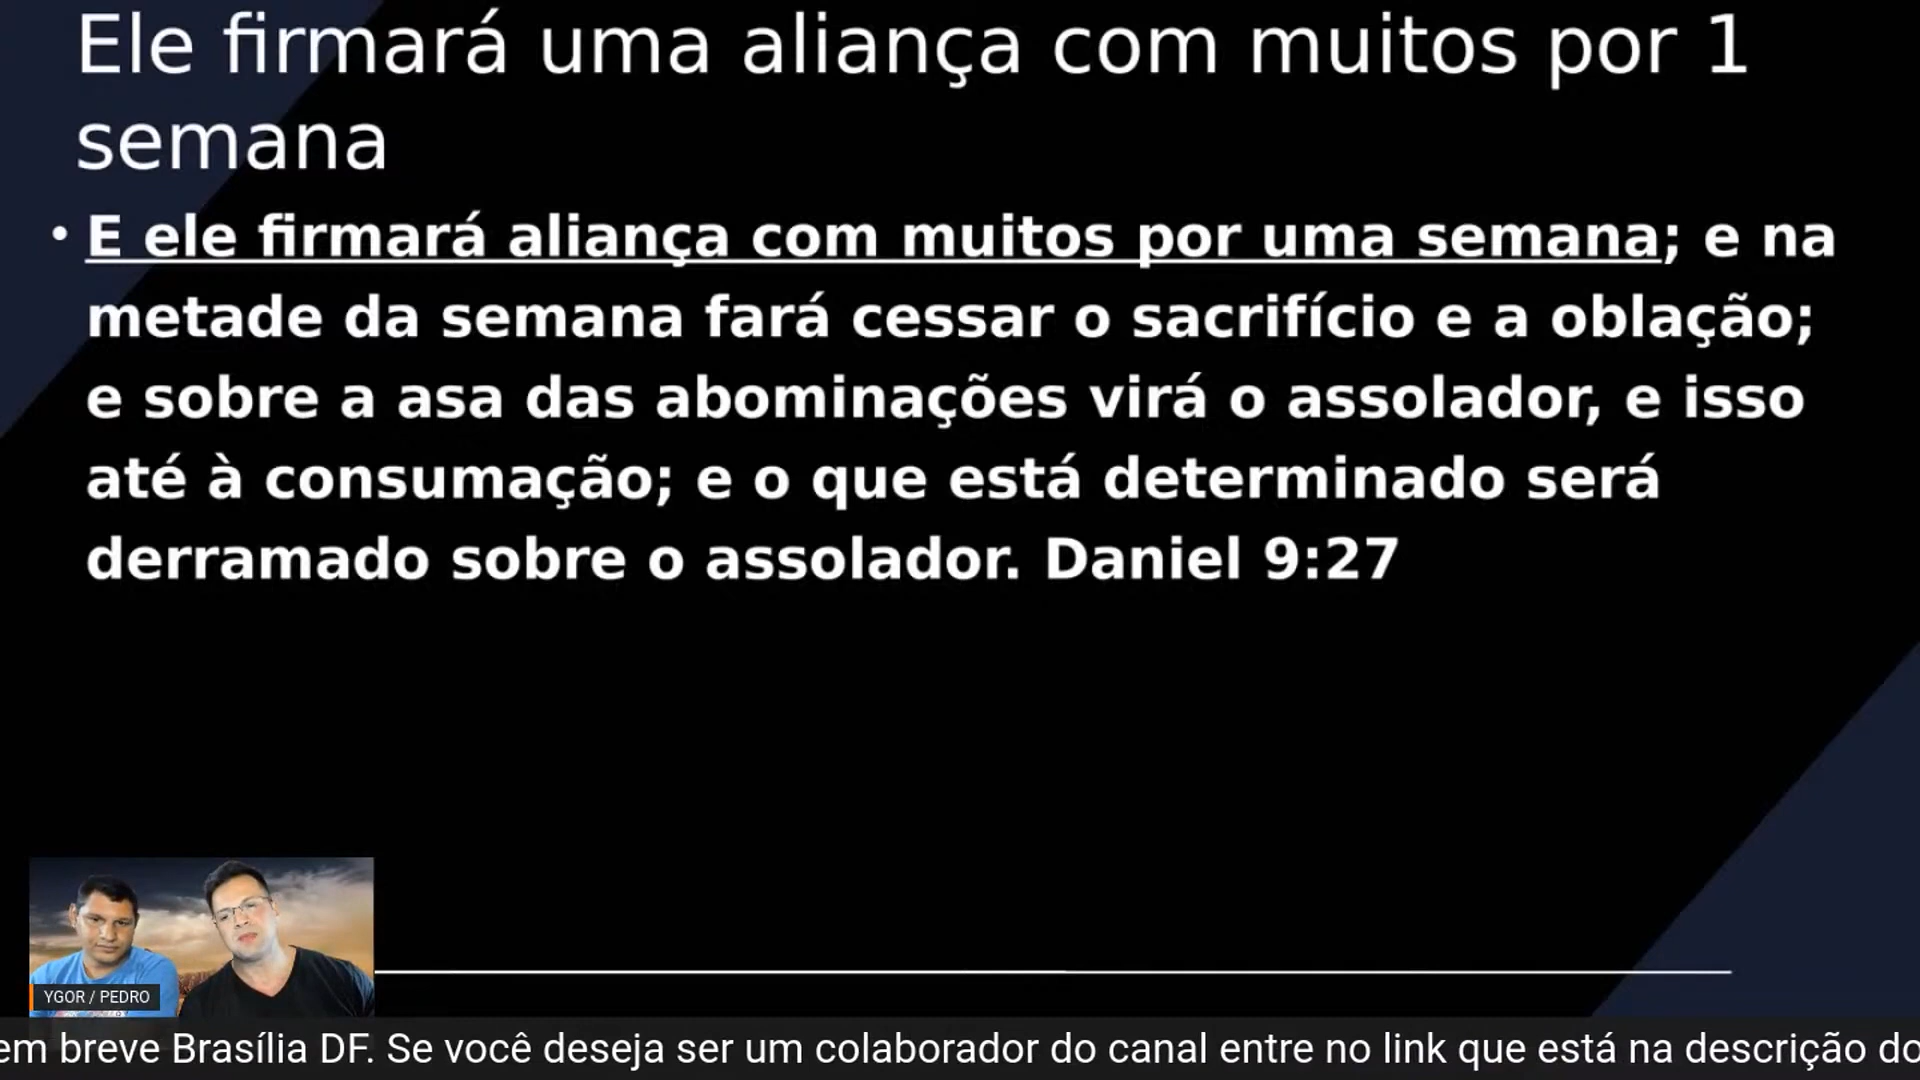 Ele firmará uma aliança com muitos por 1
semana
• E ele firmará aliança com muitos por uma semana; e na
metade da semana fará cessar o sacrifício e a oblação;
e sobre a asa das abominações virá o assolador, e isso
até à consumação; e o que está determinado será
derramado sobre o assolador. Daniel 9:27
YGOR / PEDRO
em breve Brasília DF. Se você deseja ser um colaborador do canal entre no link que está na descrição do